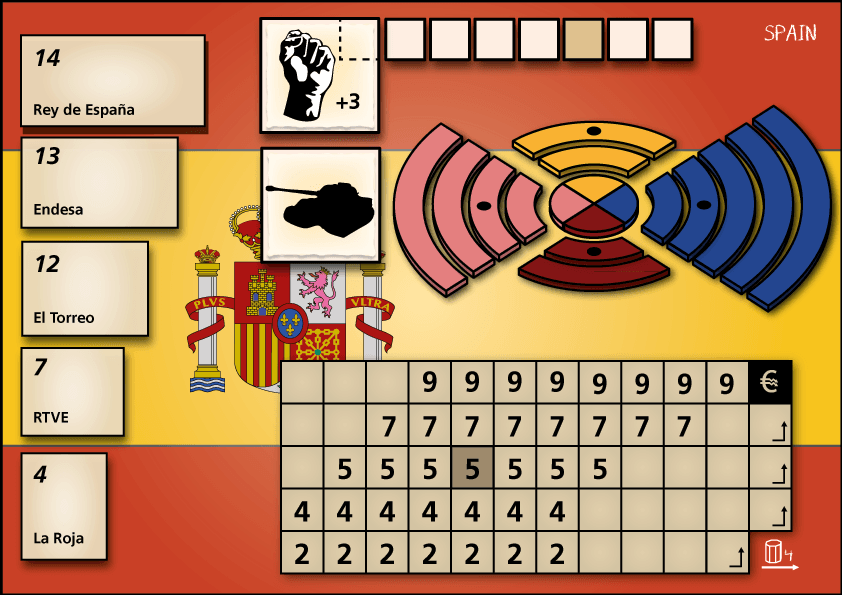 SPAIN
14
Rey de España
+3
13
Endesa
12
El Torreo
PLVS VLTRA
7
RTVE
4
La Roja
9 9 9 9 9 9 9 9 €
7 7 7 7 7 7 7 7
5 5 5 5 5 5 5
4 4 4 4 4 4 4
2 2 2 2 2 2 2
4